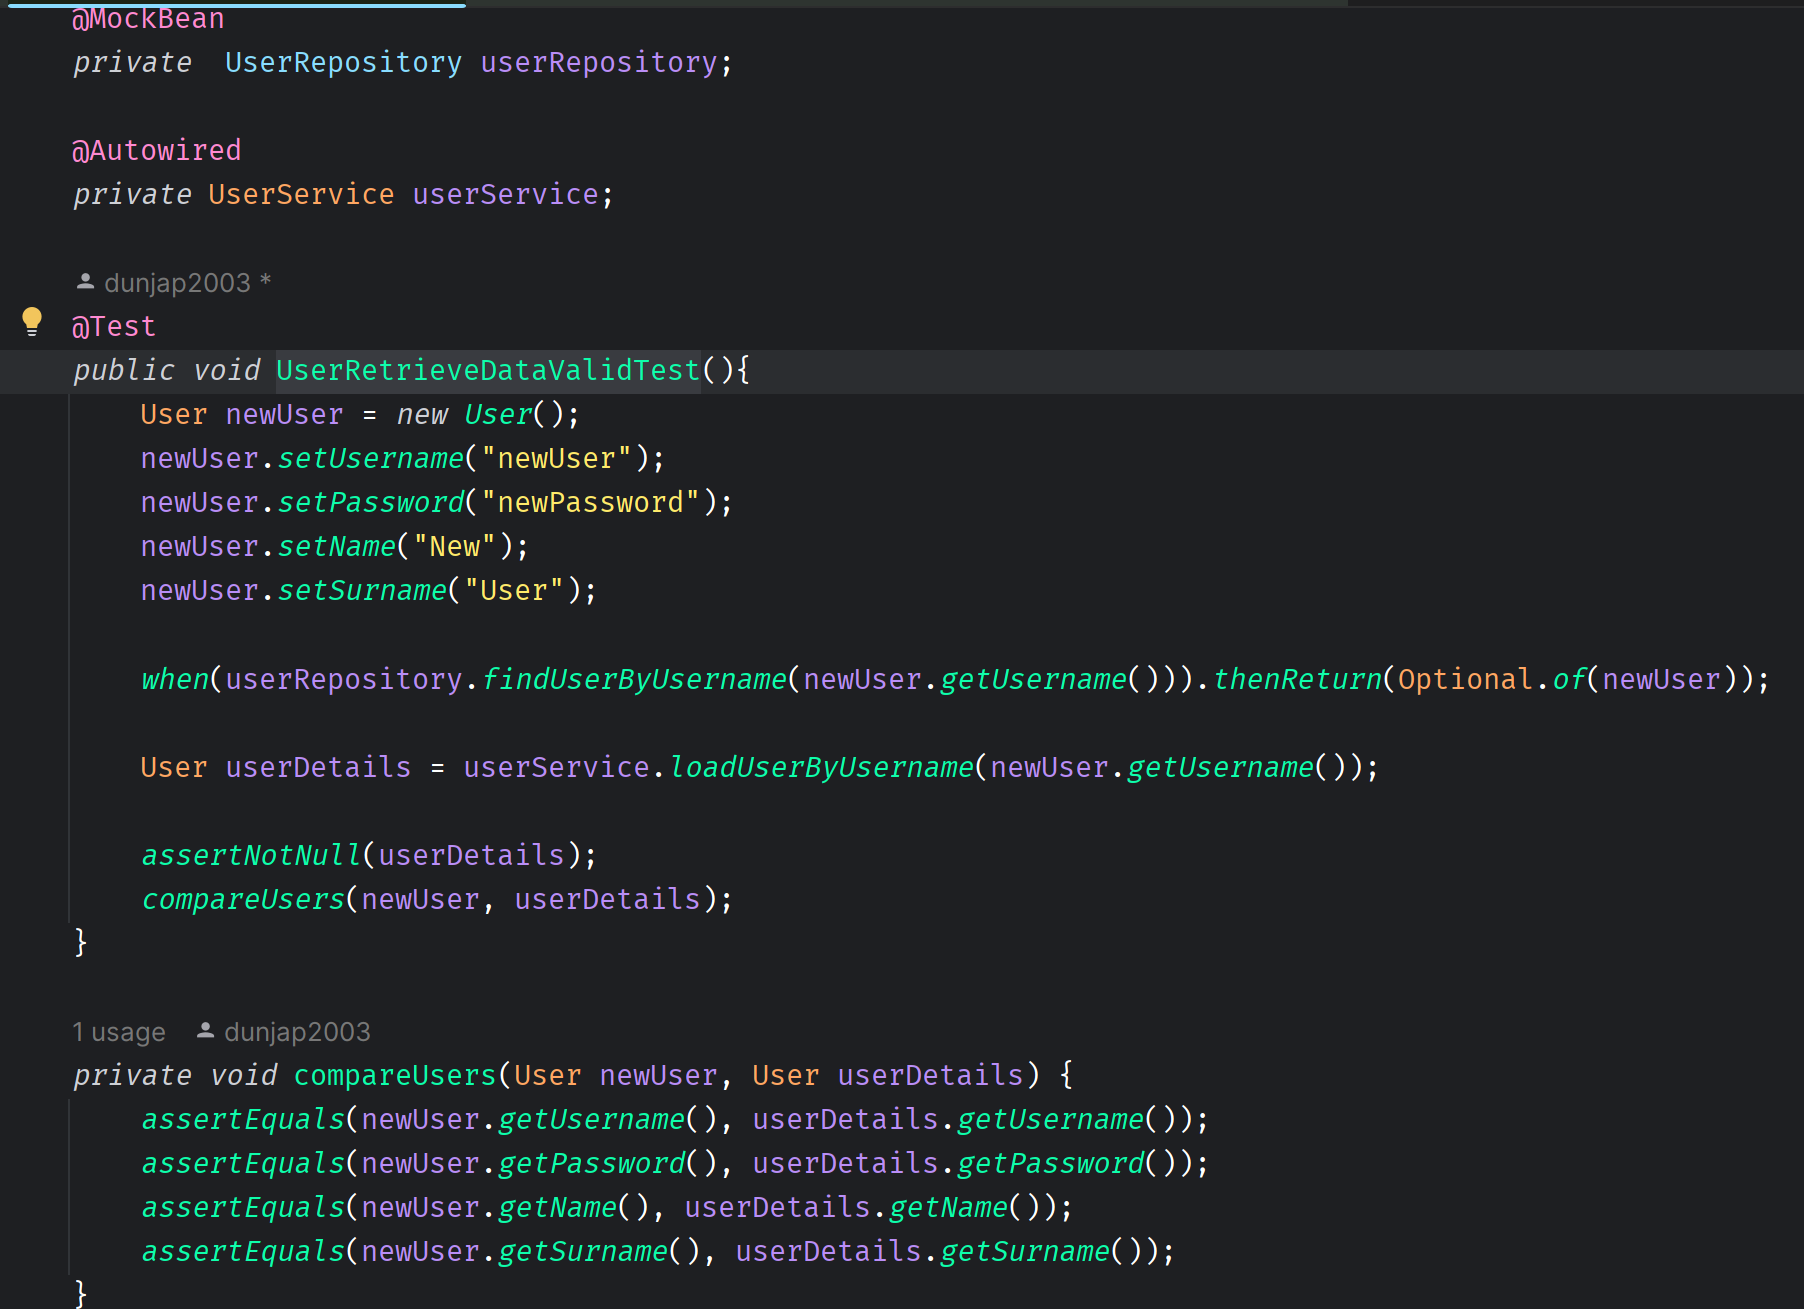 @MockBean
private  UserRepository userRepository;
@Autowired
private UserService userService;
dunjap2003 *
@Test
public void UserRetrieveDataValidTest(){
User newUser = new User();
newUser.setUsername("newUser");
newUser.setPassword("newPassword");
newUser.setName("New");
newUser.setSurname("User");
when(userRepository.findUserByUsername(newUser.getUsername())).thenReturn(Optional.of(newUser));
User userDetails = userService.loadUserByUsername(newUser.getUsername());
assertNotNull(userDetails);
compareUsers(newUser, userDetails);
}
1 usage dunjap2003
private void compareUsers(User newUser, User userDetails) {
assertEquals(newUser.getUsername(), userDetails.getUsername());
assertEquals(newUser.getPassword(), userDetails.getPassword());
assertEquals(newUser.getName(), userDetails.getName());
assertEquals(newUser.getSurname(), userDetails.getSurname());
}